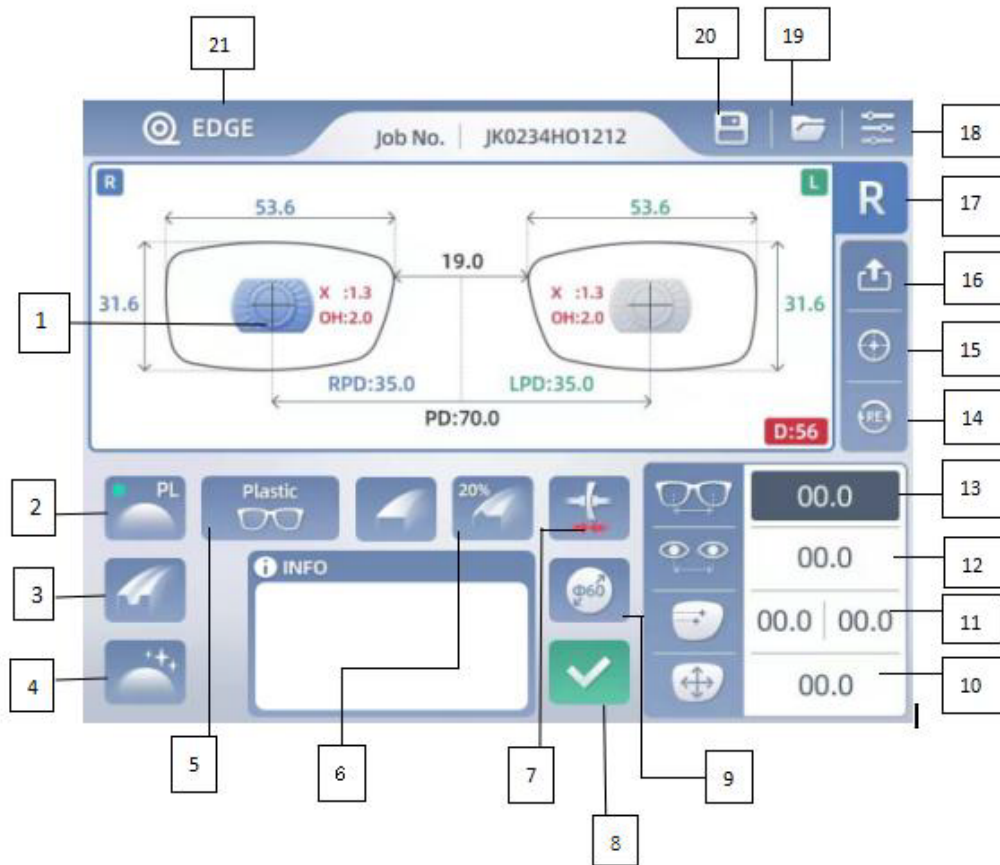 21
20
19
EDGE
Job No. | JK0234HO1212
18
R
L
R
17
53.6
53.6
19.0
16
31.6
X :1.3
X :1.3
31.6
1
OH:2.0
OH:2.0
15
RPD:35.0
LPD:35.0
PD:70.0
RE
14
D:56
2
PL
Plastic
20%
00.0
13
00.0
12
3
INFO
Φ60
00.0 | 00.0
11
4
00.0
10
5
6
7
9
8